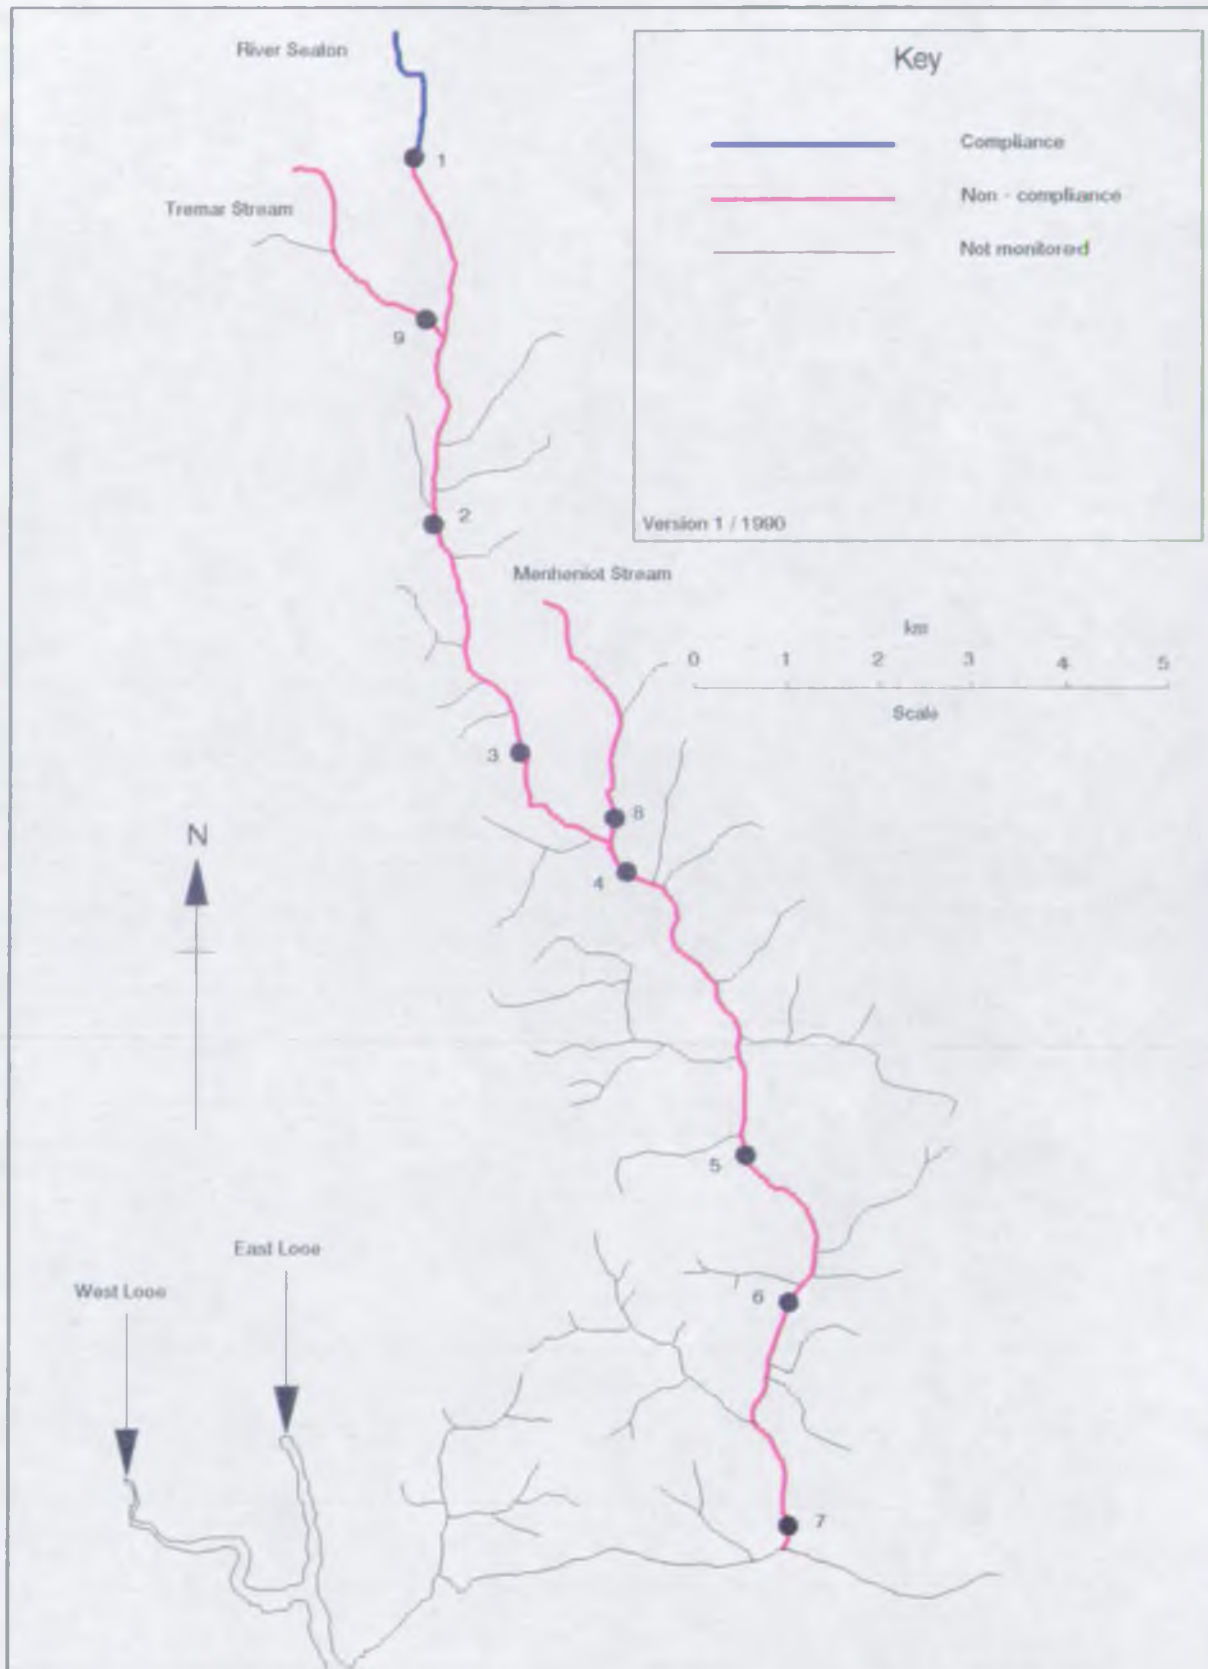 River Seaton
Key
1
Compliance
Non - compliance
Tremar Stream
Not monitored
9
2
Version 1 / 1990
Menheniot Stream
km
0 1 2 3 4 5
Scale
3
8
N
4
5
East Looe
West Looe
6
7